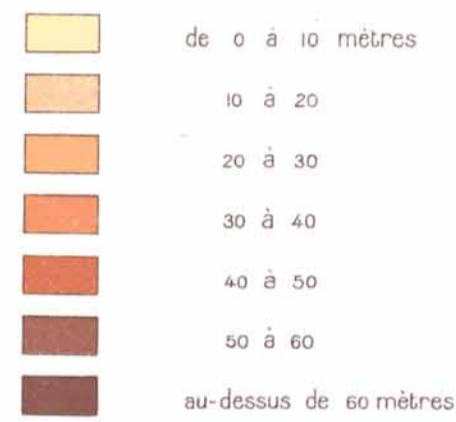 de 0 à 10 mètres
10 à 20
20 à 30
30 à 40
40 à 50
50 à 60
au-dessus de 60 mètres